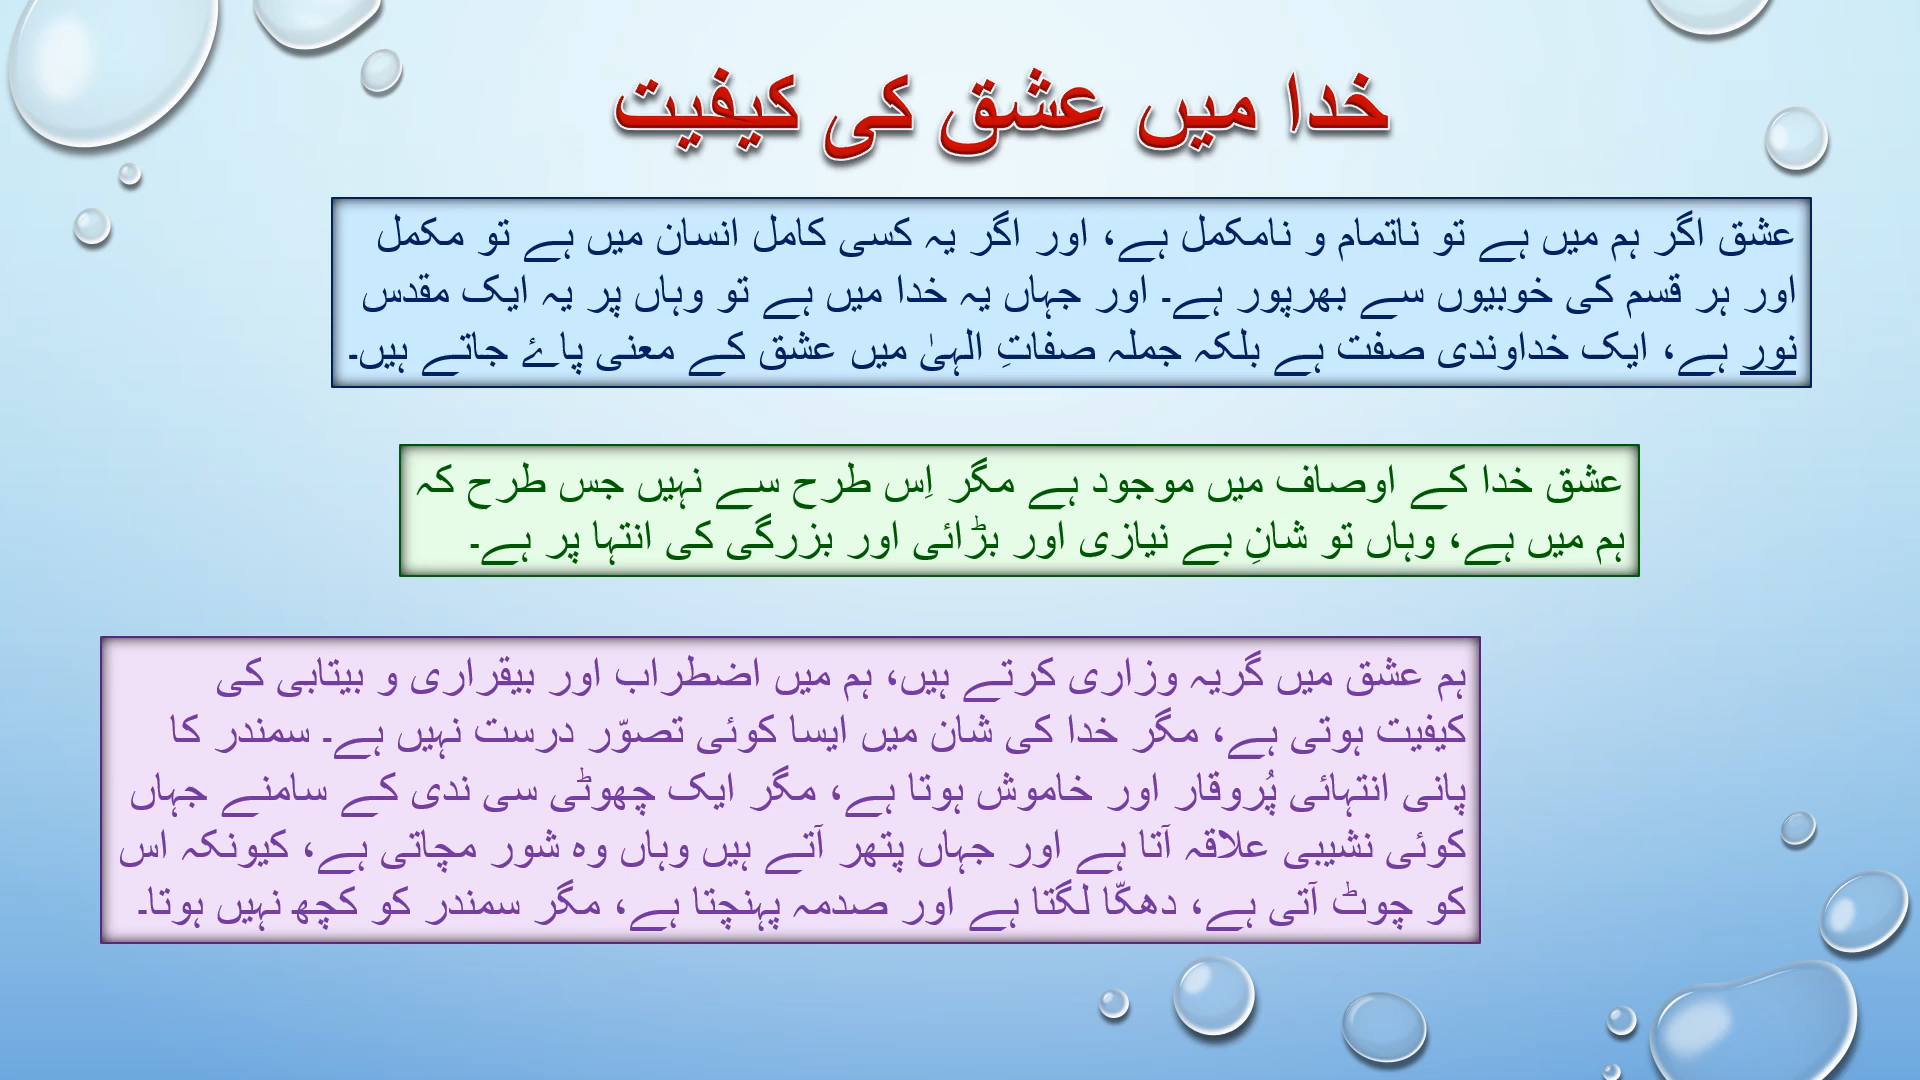 خدا میں عشق کی کیفیت
عشق اگر ہم میں ہے تو ناتمام و نامکمل ہے، اور اگر یہ کسی کامل انسان میں ہے تو مکمل
اور ہر قسم کی خوبیوں سے بھرپور ہے۔ اور جہاں یہ خدا میں ہے تو وہاں پر یہ ایک مقدس
نور ہے، ایک خداوندی صفت ہے بلکہ جملہ صفاتِ الہیٰ میں عشق کے معنی پاۓ جاتے ہیں۔
عشق خدا کے اوصاف میں موجود ہے مگر اِس طرح سے نہیں جس طرح کہ
ہم میں ہے، وہاں تو شانِ بے نیازی اور بڑائی اور بزرگی کی انتہا پر ہے۔
ہم عشق میں گریہ وزاری کرتے ہیں، ہم میں اضطراب اور بیقراری و بیتابی کی
کیفیت ہوتی ہے، مگر خدا کی شان میں ایسا کوئی تصوّر درست نہیں ہے۔ سمندر کا
پانی انتہائی پُروقار اور خاموش ہوتا ہے، مگر ایک چھوٹی سی ندی کے سامنے جہاں
کوئی نشیبی علاقہ آتا ہے اور جہاں پتھر آتے ہیں وہاں وہ شور مچاتی ہے، کیونکہ اس
کو چوٹ آتی ہے، دھکّا لگتا ہے اور صدمہ پہنچتا ہے، مگر سمندر کو کچھ نہیں ہوتا۔